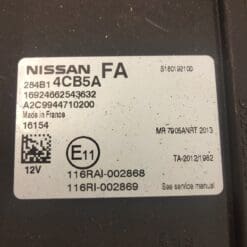 NISSAN FA
284B1 4CB5A
16924662543632
A2C9944710200
Made in France
16154
12V
E11
116RAI-002868
116RI-002869
S180192100
MR 7905ANRT 2013
TA-2012/1962
See service manual